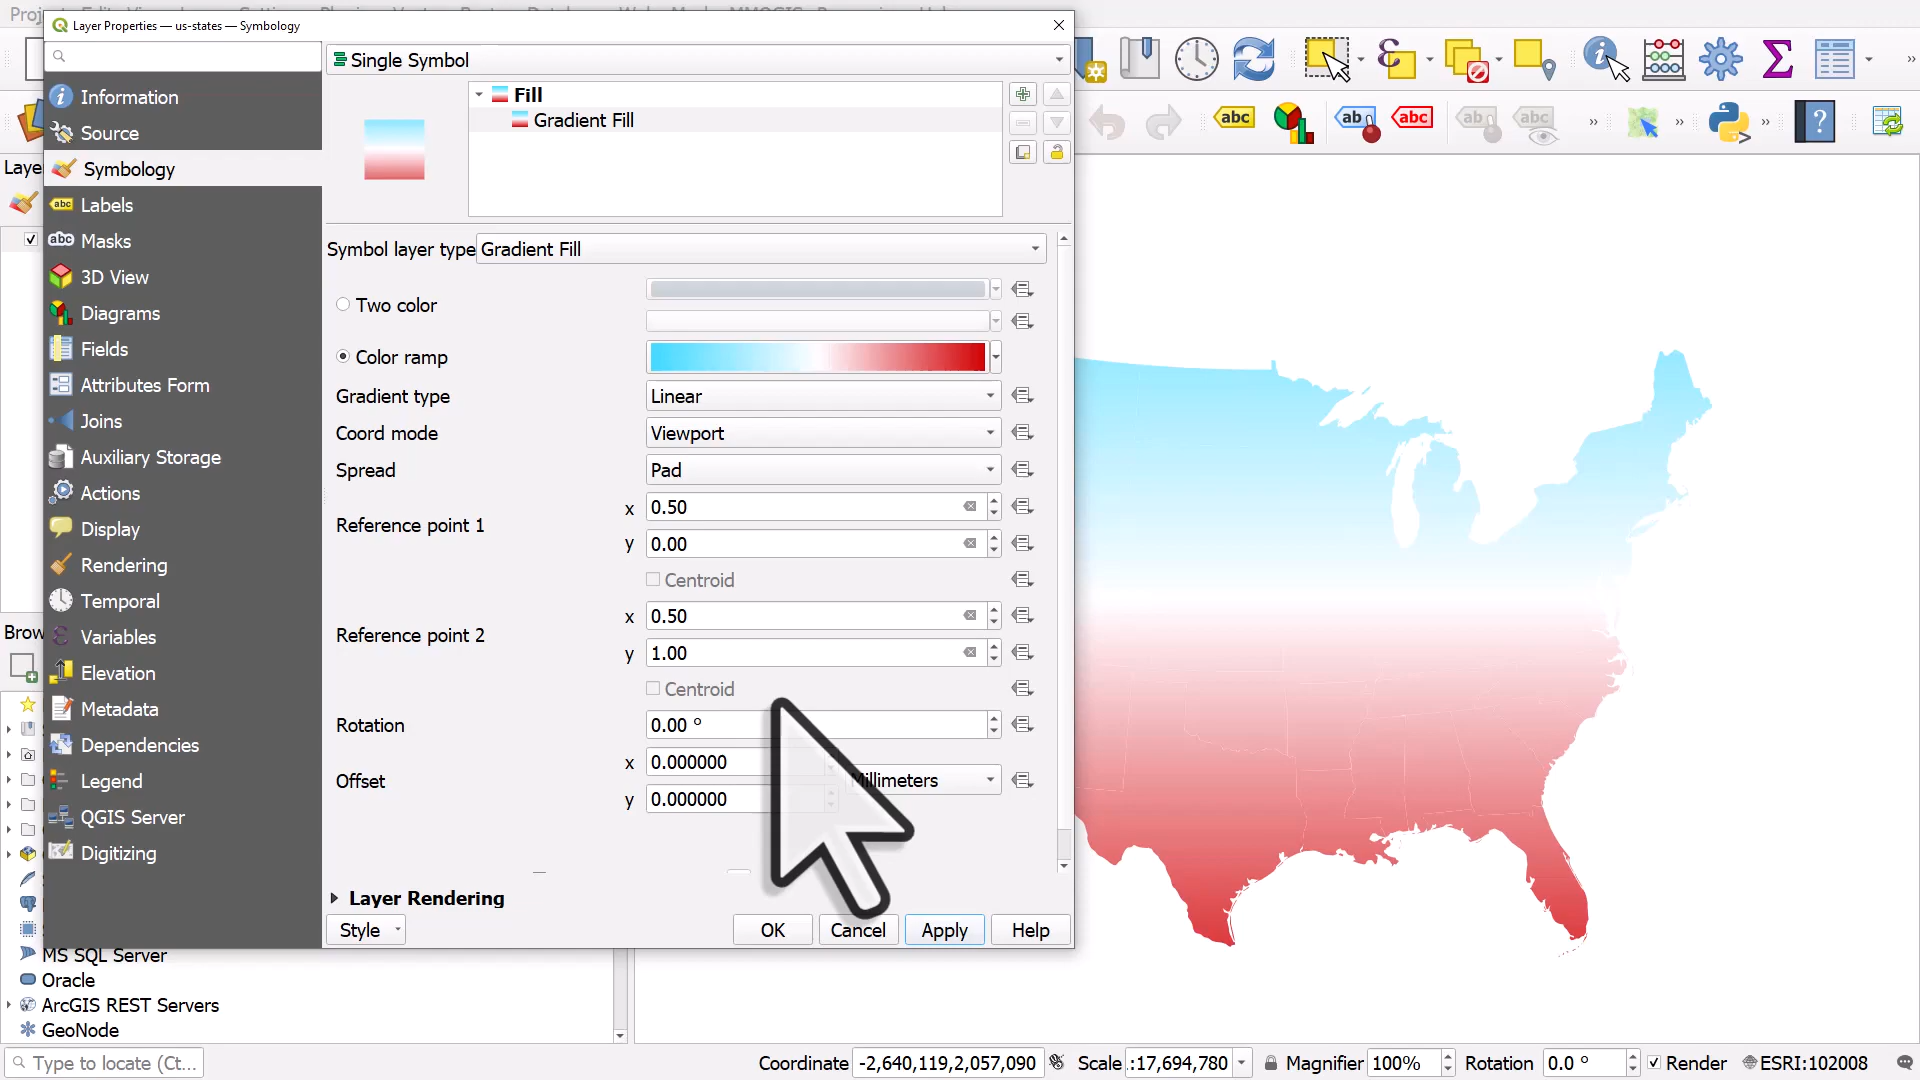 Layer Properties — us-states — Symbology
Information
Source
Symbology
Labels
Masks
3D View
Diagrams
Fields
Attributes Form
Joins
Auxiliary Storage
Actions
Display
Rendering
Temporal
Variables
Elevation
Metadata
Dependencies
Legend
QGIS Server
Digitizing
Single Symbol
Fill
Gradient Fill
Symbol layer type Gradient Fill
Two color
Color ramp
Gradient type Linear
Coord mode Viewport
Spread Pad
Reference point 1
x 0.50
y 0.00
Centroid
Reference point 2
x 0.50
y 1.00
Centroid
Rotation 0.00 °
Offset
x 0.000000
y 0.000000
Millimeters
Layer Rendering
Style
OK Cancel Apply Help
abc
ab
abc
ab
abc
Laye
Brow
MS SQL Server
Oracle
ArcGIS REST Servers
GeoNode
Type to locate (Ct...
Coordinate -2,640,119,2,057,090 Scale :17,694,780 Magnifier 100% Rotation 0.0 ° Render ESRI:102008